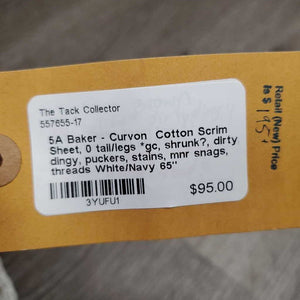 The Tack Collector
557655-17
5A Baker - Curvon Cotton Scrim
Sheet, 0 tail/legs *gc, shrunk?, dirty
dingy, puckers, stains, mnr snags,
threads White/Navy 65"
$95.00
3YUFU1
Retail (New) Price
is $ 195+